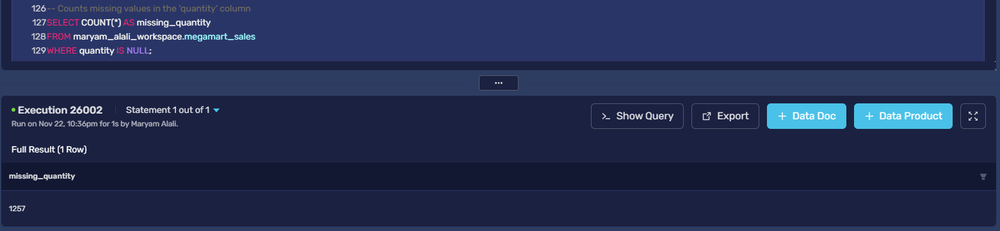 126-- Counts missing values in the 'quantity' column
127SELECT COUNT(*) AS missing_quantity
128FROM maryam_alali_workspace.megamart_sales
129WHERE quantity IS NULL;
•••
Execution 26002 Statement 1 out of 1
Run on Nov 22, 10:36pm for 1s by Maryam Alali.
>_ Show Query Export + Data Doc + Data Product
Full Result (1 Row)
missing_quantity
1257